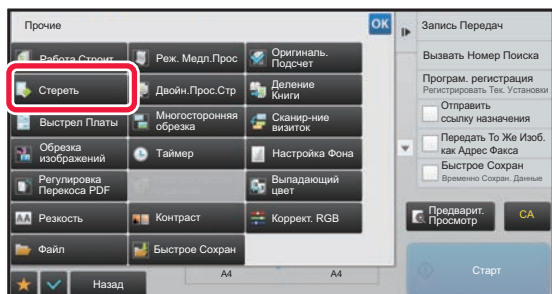 Прочие
OK
Работа Строит
Реж. Медл.Прос
Оригиналь.
Подсчет
Стереть
Двойн.Прос.Стр
Деление
Книги
Выстрел Платы
Многосторонняя
обрезка
Сканир-ние
визиток
Обрезка
изображений
Таймер
Настройка Фона
Регулировка
Перекоса PDF
Выпадающий
цвет
Резкость
Контраст
Коррект. RGB
Файл
Быстрое Сохран
Назад
A4
A4
Запись Передач
Вызвать Номер Поиска
Програм. регистрация
Регистрировать Тек. Установки
Отправить
ссылку назначения
Передать То Же Изоб.
как Адрес Факса
Быстрое Сохран
Временно Сохран. Данные
Предварит.
Просмотр
CA
Старт